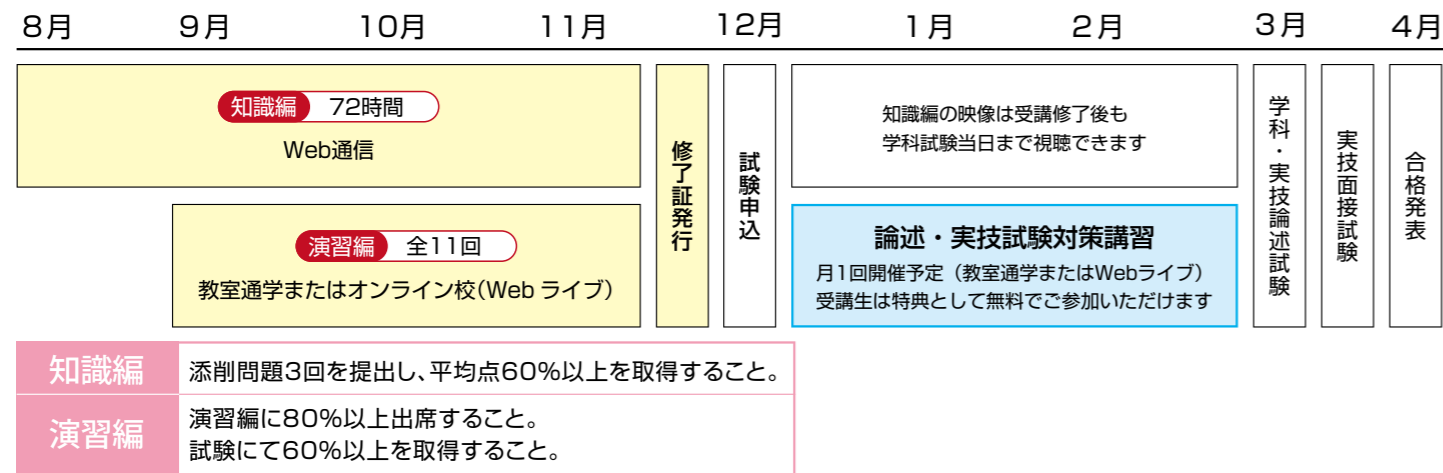 8月 9月 10月 11月 12月 1月 2月 3月 4月
知識編 72時間
Web通信
演習編 全11回
教室通学またはオンライン校(Web ライブ)
修了証発行
試験申込
知識編の映像は受講修了後も
学科試験当日まで視聴できます
論述・実技試験対策講習
月1回開催予定（教室通学またはWebライブ）
受講生は特典として無料でご参加いただけます
学科・実技論述試験
実技面接試験
合格発表
知識編 添削問題3回を提出し、平均点60%以上を取得すること。
演習編
演習編に80%以上出席すること。
試験にて60%以上を取得すること。